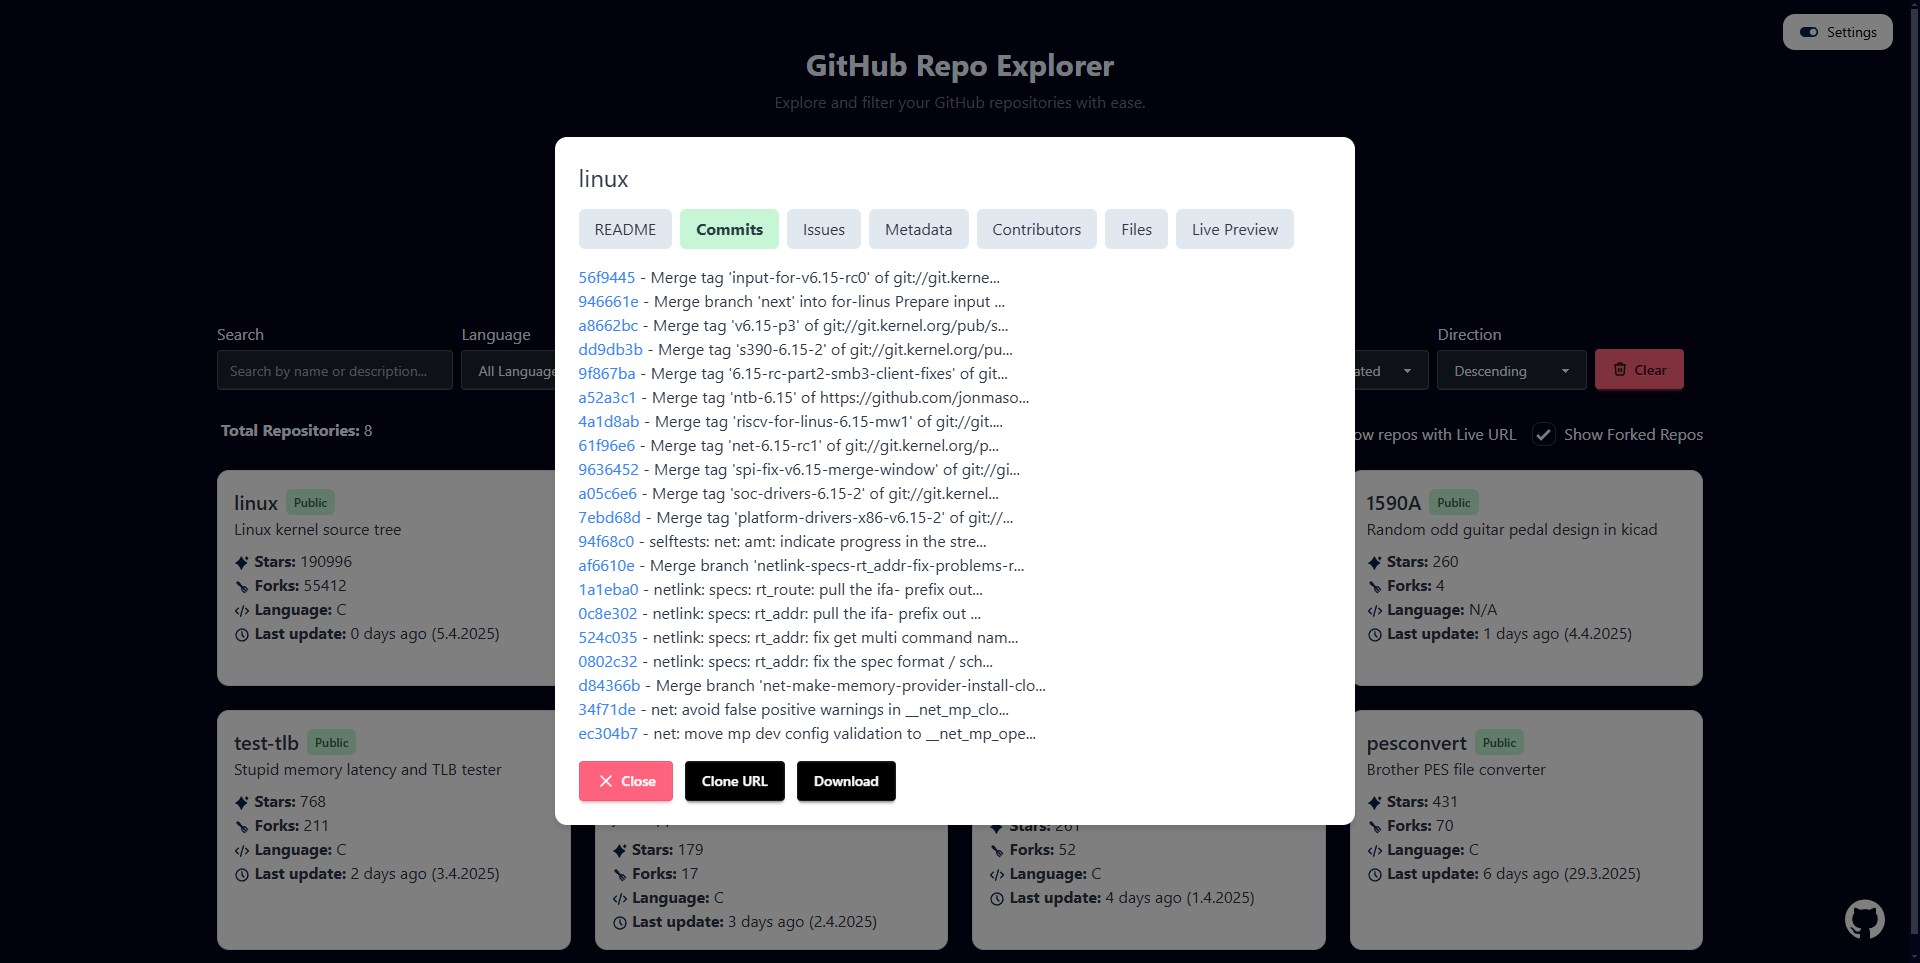 Settings
GitHub Repo Explorer
Explore and filter your GitHub repositories with ease.
linux
README Commits Issues Metadata Contributors Files Live Preview
56f9445 - Merge tag 'input-for-v6.15-rc0' of git://git.kerne...
946661e - Merge branch 'next' into for-linus Prepare input ...
a8662bc - Merge tag 'v6.15-p3' of git://git.kernel.org/pub/s...
dd9db3b - Merge tag 's390-6.15-2' of git://git.kernel.org/pu...
9f867ba - Merge tag '6.15-rc-part2-smb3-client-fixes' of git...
a52a3c1 - Merge tag 'ntb-6.15' of https://github.com/jonmaso...
4a1d8ab - Merge tag 'riscv-for-linus-6.15-mw1' of git://git....
61f96e6 - Merge tag 'net-6.15-rc1' of git://git.kernel.org/p...
9636452 - Merge tag 'spi-fix-v6.15-merge-window' of git://gi...
a05c6e6 - Merge tag 'soc-drivers-6.15-2' of git://git.kernel...
7ebd68d - Merge tag 'platform-drivers-x86-v6.15-2' of git://...
94f68c0 - selftests: net: amt: indicate progress in the stre...
af6610e - Merge branch 'netlink-specs-rt_addr-fix-problems-r...
1a1eba0 - netlink: specs: rt_route: pull the ifa- prefix out...
0c8e302 - netlink: specs: rt_addr: pull the ifa- prefix out ...
524c035 - netlink: specs: rt_addr: fix get multi command nam...
0802c32 - netlink: specs: rt_addr: fix the spec format / sch...
d84366b - Merge branch 'net-make-memory-provider-install-clo...
34f71de - net: avoid false positive warnings in __net_mp_clo...
ec304b7 - net: move mp dev config validation to __net_mp_ope...
Close Clone URL Download
Search Language Direction
Search by name or description... All Language ated Descending Clear
Total Repositories: 8
ow repos with Live URL Show Forked Repos
linux Public
Linux kernel source tree
Stars: 190996
Forks: 55412
Language: C
Last update: 0 days ago (5.4.2025)
1590A Public
Random odd guitar pedal design in kicad
Stars: 260
Forks: 4
Language: N/A
Last update: 1 days ago (4.4.2025)
test-tlb Public
Stupid memory latency and TLB tester
Stars: 768
Forks: 211
Language: C
Last update: 2 days ago (3.4.2025)
Stars: 179
Forks: 17
Language: C
Last update: 3 days ago (2.4.2025)
Stars: 261
Forks: 52
Language: C
Last update: 4 days ago (1.4.2025)
pesconvert Public
Brother PES file converter
Stars: 431
Forks: 70
Language: C
Last update: 6 days ago (29.3.2025)